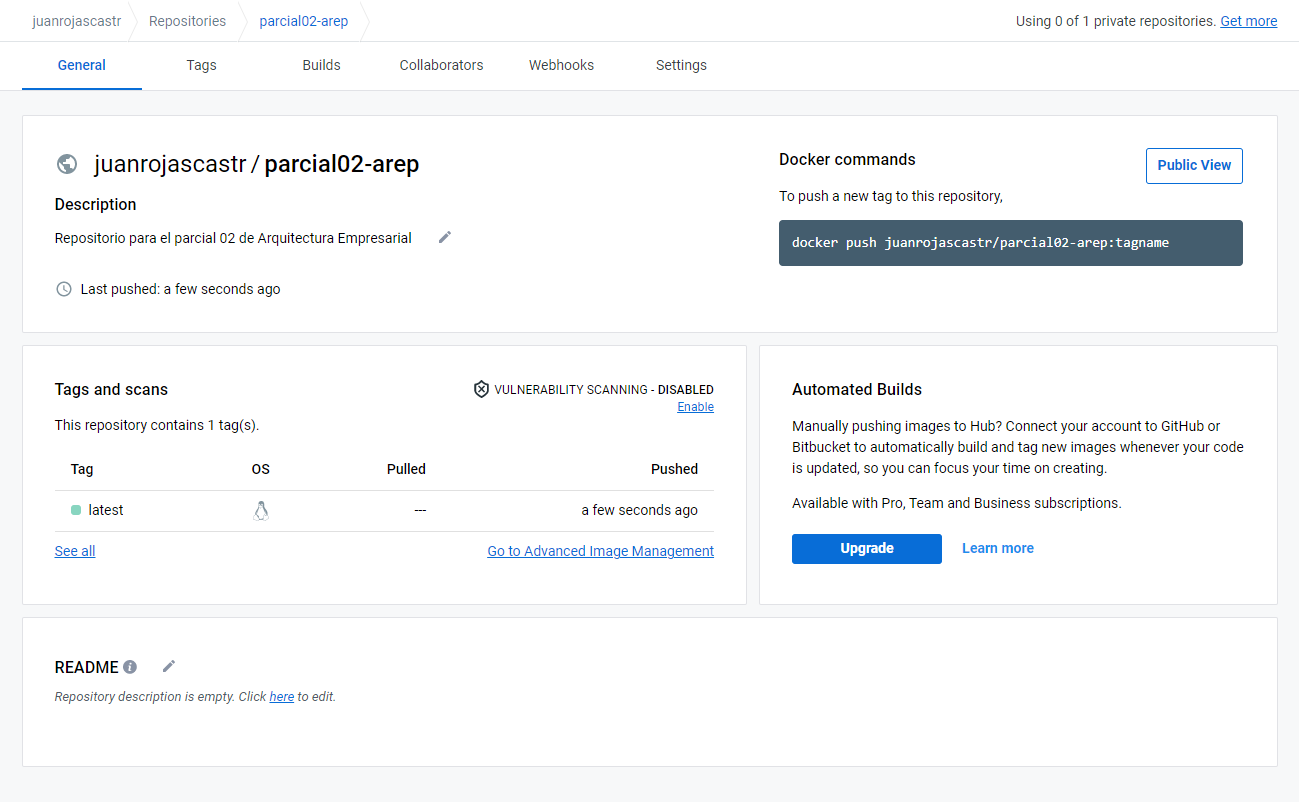 juanrojascastr Repositories parcial02-arep Using 0 of 1 private repositories. Get more
General Tags Builds Collaborators Webhooks Settings
juanrojascastr / parcial02-arep
Description
Repositorio para el parcial 02 de Arquitectura Empresarial
Last pushed: a few seconds ago
Docker commands
Public View
To push a new tag to this repository,
docker push juanrojascastr/parcial02-arep:tagname
Tags and scans
VULNERABILITY SCANNING - DISABLED
Enable
This repository contains 1 tag(s).
Tag OS Pulled Pushed
latest --- a few seconds ago
See all Go to Advanced Image Management
Automated Builds
Manually pushing images to Hub? Connect your account to GitHub or
Bitbucket to automatically build and tag new images whenever your code
is updated, so you can focus your time on creating.
Available with Pro, Team and Business subscriptions.
Upgrade Learn more
README
Repository description is empty. Click here to edit.